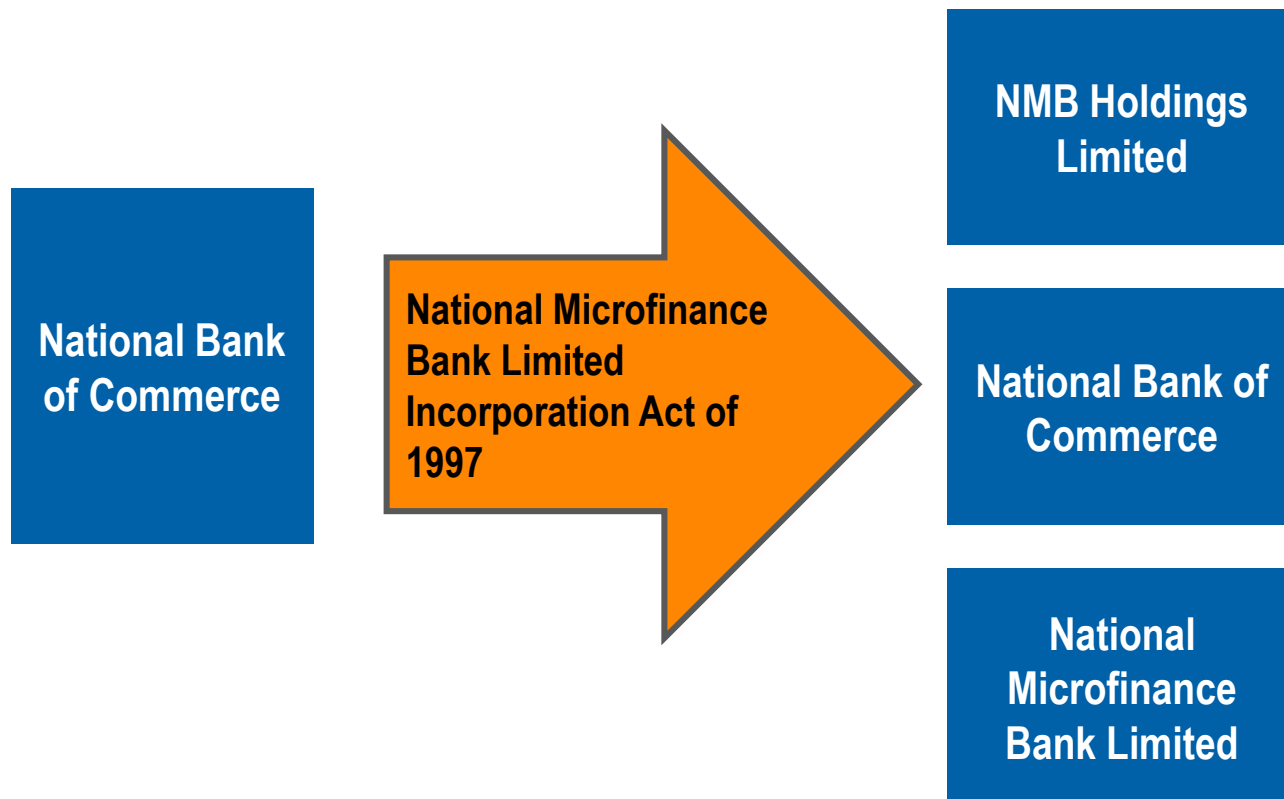 National Bank
of Commerce
National Microfinance
Bank Limited
Incorporation Act of
1997
NMB Holdings
Limited
National Bank of
Commerce
National
Microfinance
Bank Limited